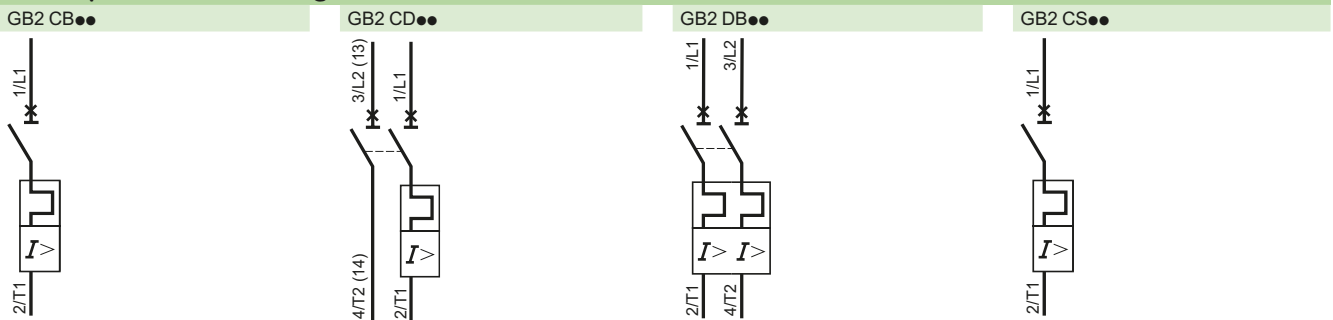 GB2 CB●●
1/L1
I>
2/T1
GB2 CD●●
3/L2 (13)
1/L1
I>
4/T2 (14)
2/T1
GB2 DB●●
1/L1
3/L2
I> I>
2/T1
4/T2
GB2 CS●●
1/L1
I>
2/T1